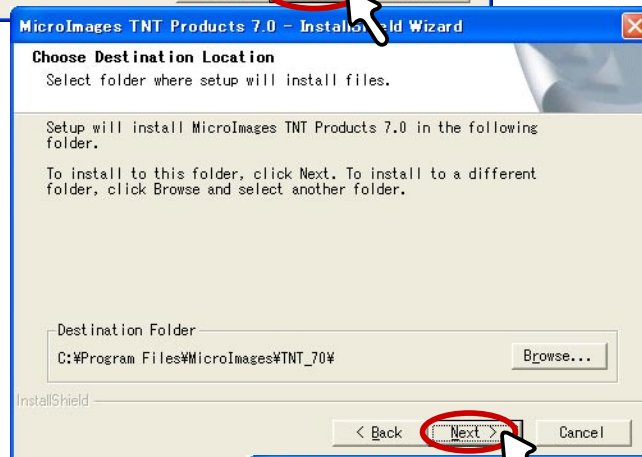 MicroImages TNT Products 7.0 - InstallShield Wizard
Choose Destination Location
Select folder where setup will install files.
Setup will install MicroImages TNT Products 7.0 in the following
folder.
To install to this folder, click Next. To install to a different
folder, click Browse and select another folder.
Destination Folder
C:¥Program Files¥MicroImages¥TNT_70¥
Browse...
InstallShield
< Back Next > Cancel